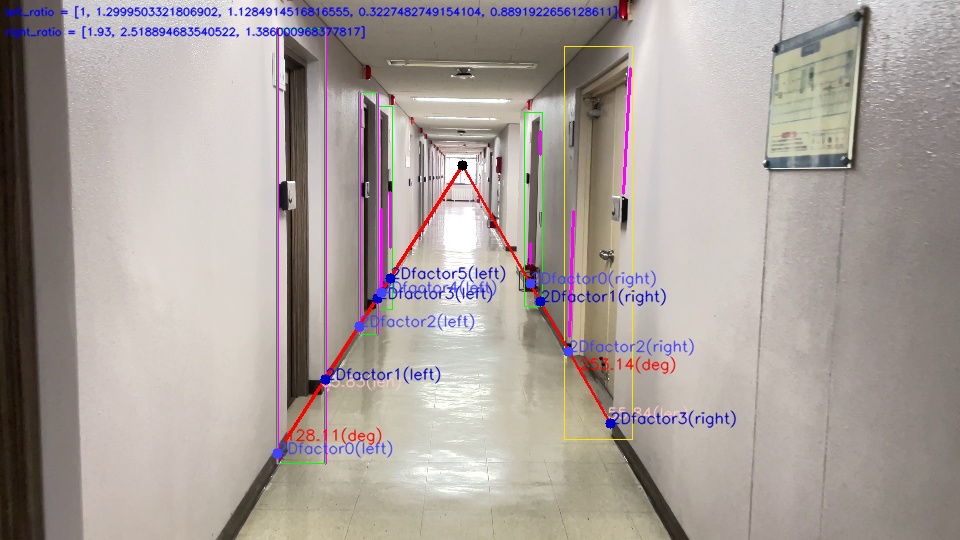 left_ratio = [1, 1.2999503321806902, 1.1284914516816555, 0.3227482749154104, 0.8891922656128611]
right_ratio = [1.93, 2.518894683540522, 1.386000968377817]
2Dfactor5(left)
2Dfactor0(right)
2Dfactor4(left)
2Dfactor3(left)
2Dfactor1(right)
2Dfactor2(left)
2Dfactor2(right)
253.14(deg)
2Dfactor1(left)
2Dfactor3(right)
128.11(deg)
2Dfactor0(left)